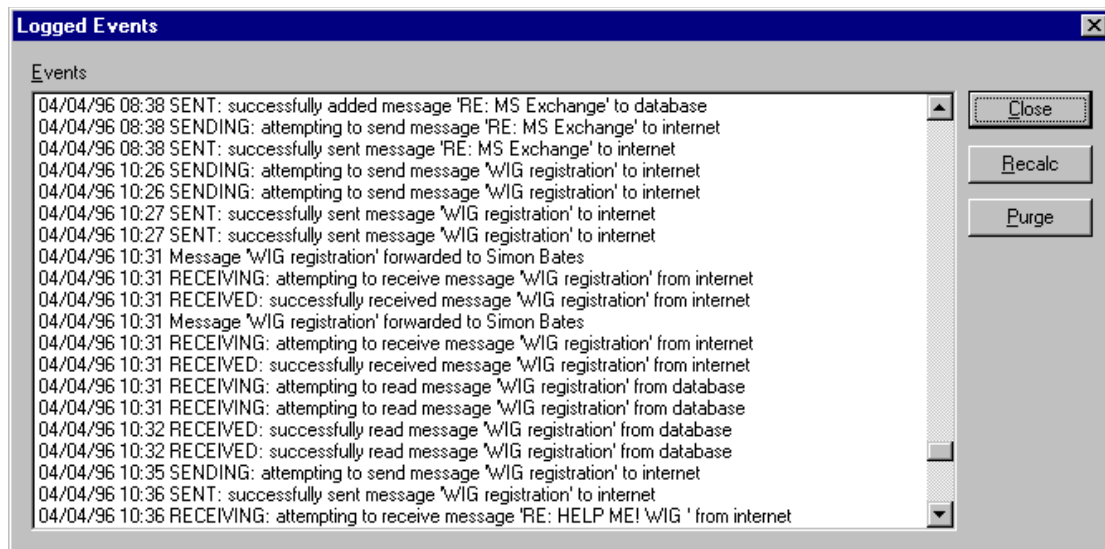 Logged Events
Events
04/04/96 08:38 SENT: successfully added message 'RE: MS Exchange' to database
04/04/96 08:38 SENDING: attempting to send message 'RE: MS Exchange' to internet
04/04/96 08:38 SENT: successfully sent message 'RE: MS Exchange' to internet
04/04/96 10:26 SENDING: attempting to send message 'WIG registration' to internet
04/04/96 10:26 SENDING: attempting to send message 'WIG registration' to internet
04/04/96 10:27 SENT: successfully sent message 'WIG registration' to internet
04/04/96 10:27 SENT: successfully sent message 'WIG registration' to internet
04/04/96 10:31 Message 'WIG registration' forwarded to Simon Bates
04/04/96 10:31 RECEIVING: attempting to receive message 'WIG registration' from internet
04/04/96 10:31 RECEIVED: successfully received message 'WIG registration' from internet
04/04/96 10:31 Message 'WIG registration' forwarded to Simon Bates
04/04/96 10:31 RECEIVING: attempting to receive message 'WIG registration' from internet
04/04/96 10:31 RECEIVED: successfully received message 'WIG registration' from internet
04/04/96 10:31 RECEIVING: attempting to read message 'WIG registration' from database
04/04/96 10:31 RECEIVING: attempting to read message 'WIG registration' from database
04/04/96 10:32 RECEIVED: successfully read message 'WIG registration' from database
04/04/96 10:32 RECEIVED: successfully read message 'WIG registration' from database
04/04/96 10:35 SENDING: attempting to send message 'WIG registration' to internet
04/04/96 10:36 SENT: successfully sent message 'WIG registration' to internet
04/04/96 10:36 RECEIVING: attempting to receive message 'RE: HELP ME! WIG ' from internet
Close
Recalc
Purge